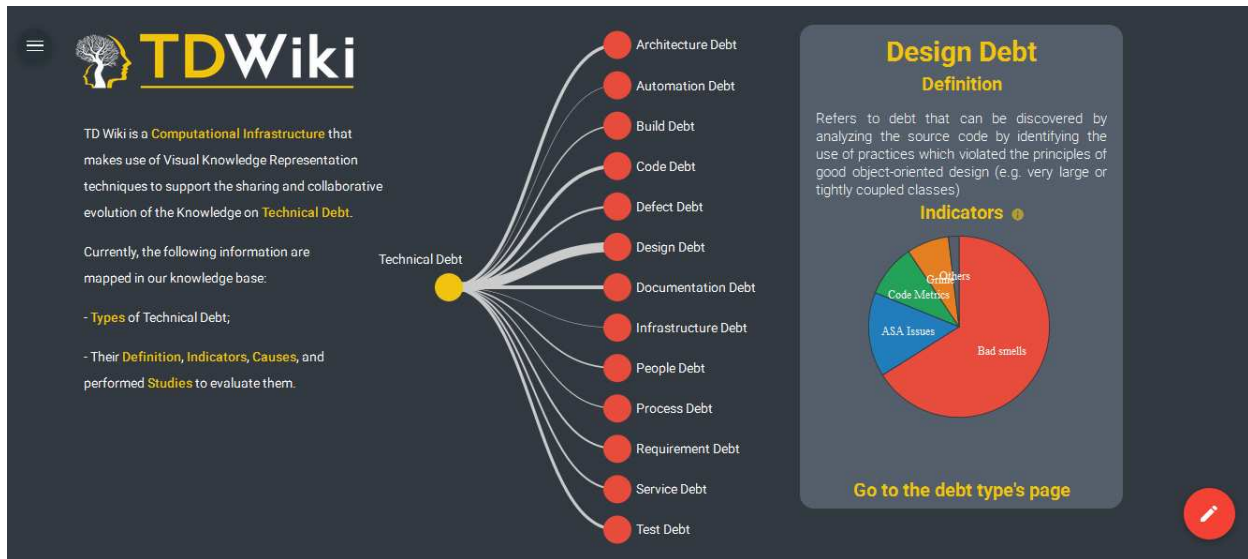 TDWiki
TD Wiki is a Computational Infrastructure that
makes use of Visual Knowledge Representation
techniques to support the sharing and collaborative
evolution of the Knowledge on Technical Debt.
Currently, the following information are
mapped in our knowledge base:
- Types of Technical Debt;
- Their Definition, Indicators, Causes, and
performed Studies to evaluate them.
Technical Debt
Architecture Debt
Automation Debt
Build Debt
Code Debt
Defect Debt
Design Debt
Documentation Debt
Infrastructure Debt
People Debt
Process Debt
Requirement Debt
Service Debt
Test Debt
Design Debt
Definition
Refers to debt that can be discovered by
analyzing the source code by identifying the
use of practices which violated the principles of
good object-oriented design (e.g. very large or
tightly coupled classes)
Indicators
Others
Grime
Code Metrics
ASA Issues
Bad smells
Go to the debt type's page